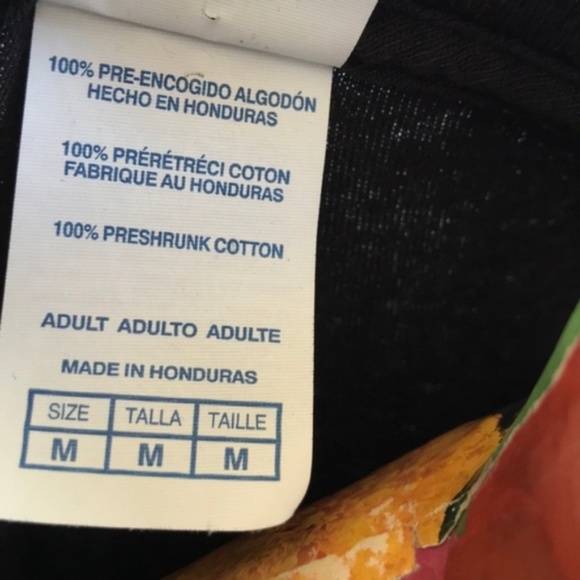 100% PRE-ENCOGIDO ALGODÓN
HECHO EN HONDURAS
100% PRÉRÉTRÉCI COTON
FABRIQUE AU HONDURAS
100% PRESHRUNK COTTON
ADULT ADULTO ADULTE
MADE IN HONDURAS
SIZE TALLA TAILLE
M M M